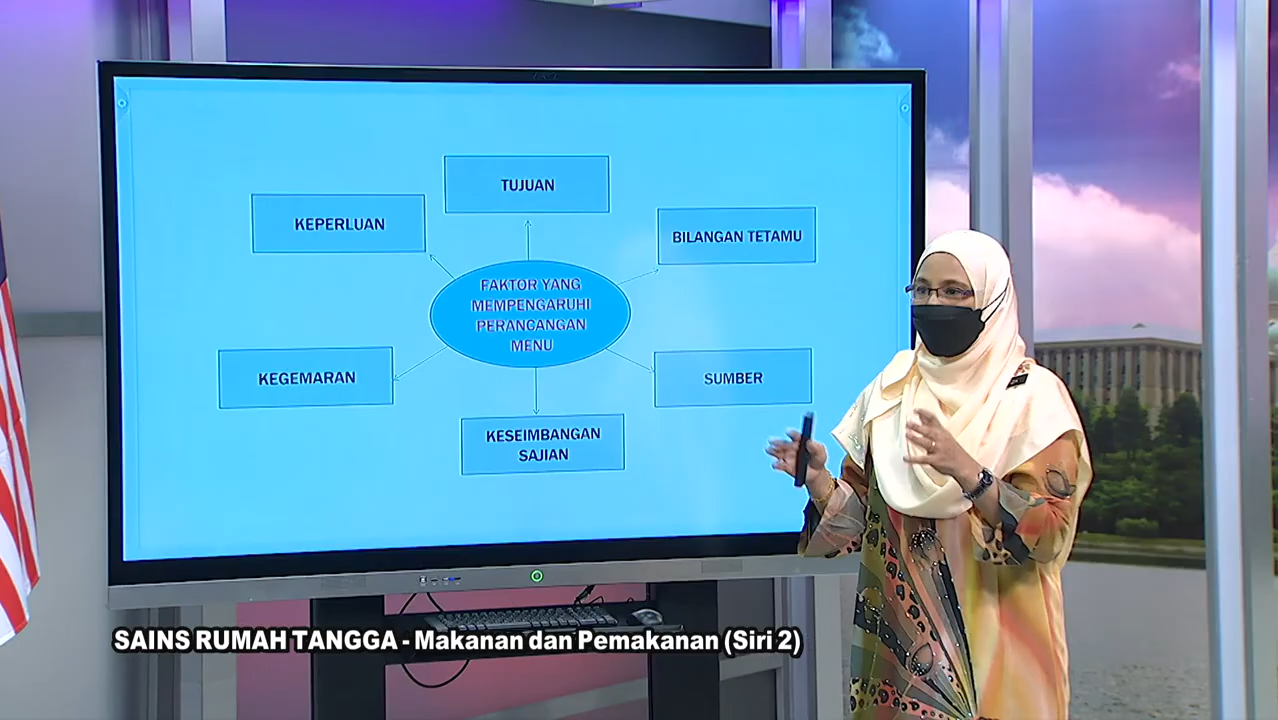 TUJUAN
KEPERLUAN
BILANGAN TETAMU
FAKTOR YANG
MEMPENGARUHI
PERANCANGAN
MENU
KEGEMARAN
SUMBER
KESEIMBANGAN
SAJIAN
SAINS RUMAH TANGGA - Makanan dan Pemakanan (Siri 2)